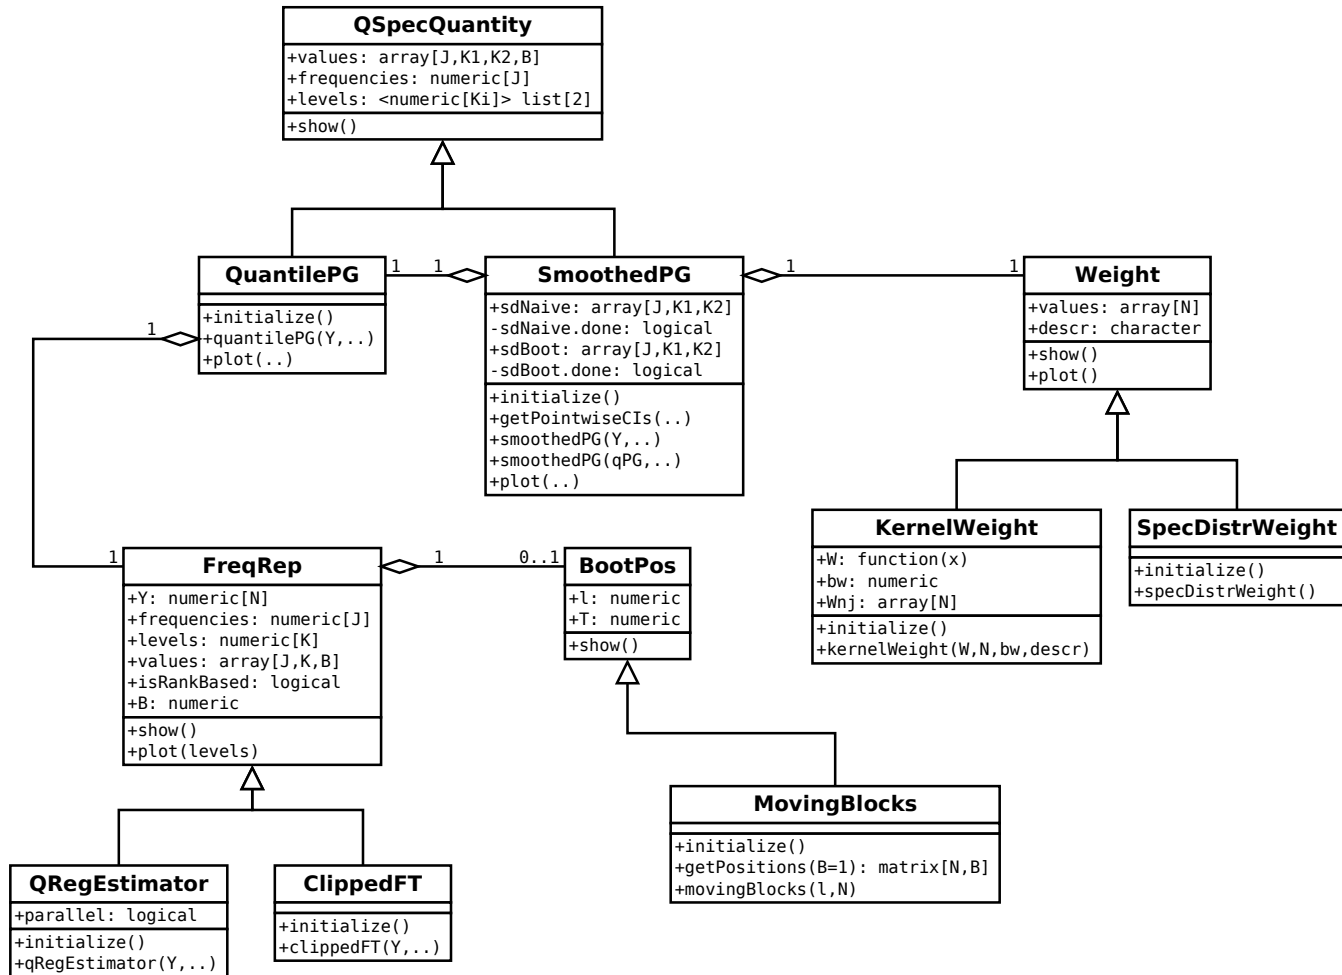 QSpecQuantity
+values: array[J,K1,K2,B]
+frequencies: numeric[J]
+levels: <numeric[Ki]> list[2]
+show()
QuantilePG
+initialize()
+quantilePG(Y,..)
+plot(..)
1
1
1
SmoothedPG
+sdNaive: array[J,K1,K2]
-sdNaive.done: logical
+sdBoot: array[J,K1,K2]
-sdBoot.done: logical
+initialize()
+getPointwiseCIs(..)
+smoothedPG(Y,..)
+smoothedPG(qPG,..)
+plot(..)
1
1
Weight
+values: array[N]
+descr: character
+show()
+plot()
KernelWeight
+W: function(x)
+bw: numeric
+Wnj: array[N]
+initialize()
+kernelWeight(W,N,bw,descr)
SpecDistrWeight
+initialize()
+specDistrWeight()
1
FreqRep
+Y: numeric[N]
+frequencies: numeric[J]
+levels: numeric[K]
+values: array[J,K,B]
+isRankBased: logical
+B: numeric
+show()
+plot(levels)
1
0..1
BootPos
+l: numeric
+T: numeric
+show()
MovingBlocks
+initialize()
+getPositions(B=1): matrix[N,B]
+movingBlocks(l,N)
QRegEstimator
+parallel: logical
+initialize()
+qRegEstimator(Y,..)
ClippedFT
+initialize()
+clippedFT(Y,..)